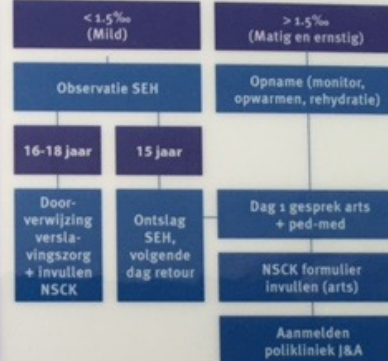 < 1.5‰
(Mild)
> 1.5‰
(Matig en ernstig)
Observatie SEH
Opname (monitor,
opwarmen, rehydratie)
16-18 jaar
15 jaar
Door-
verwijzing
versla-
vingszorg
+ invullen
NSCK
Ontslag
SEH,
volgende
dag retour
Dag 1 gesprek arts
+ ped-med
NSCK formulier
invullen (arts)
Aanmelden
polikliniek J&A